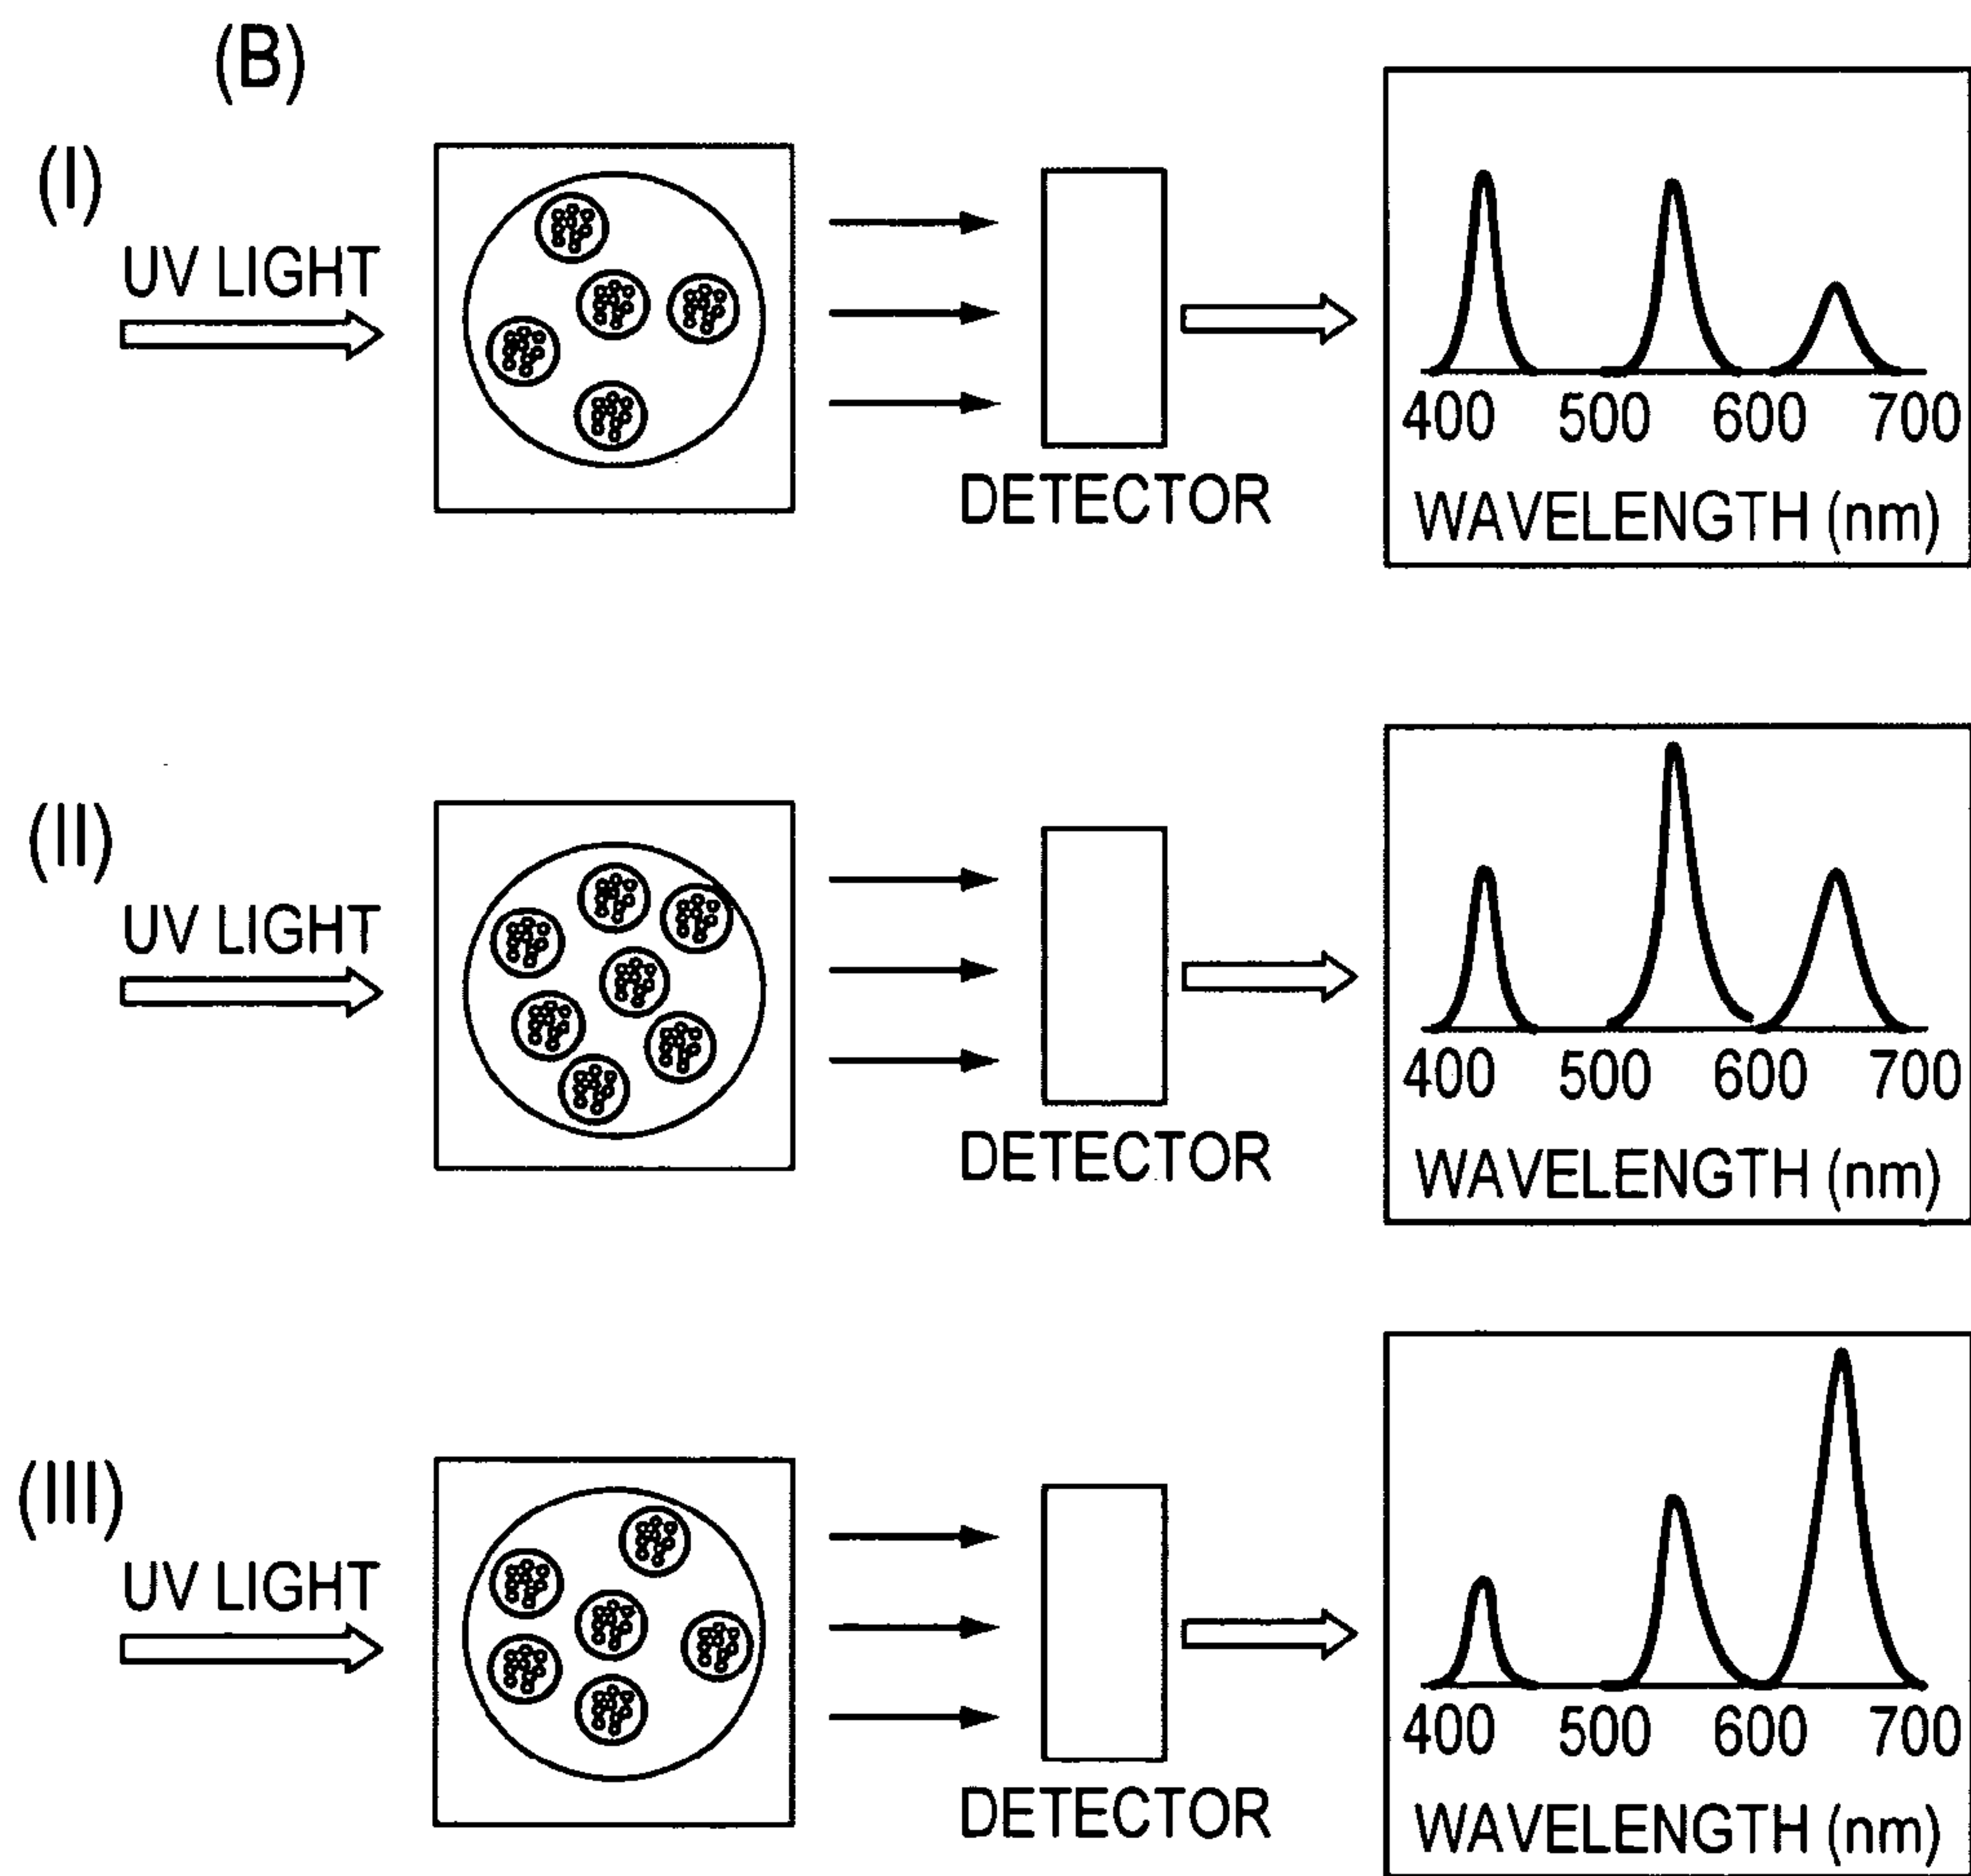 (B)
(I)
UV LIGHT
DETECTOR
400 500 600 700
WAVELENGTH (nm)
(II)
UV LIGHT
DETECTOR
400 500 600 700
WAVELENGTH (nm)
(III)
UV LIGHT
DETECTOR
400 500 600 700
WAVELENGTH (nm)